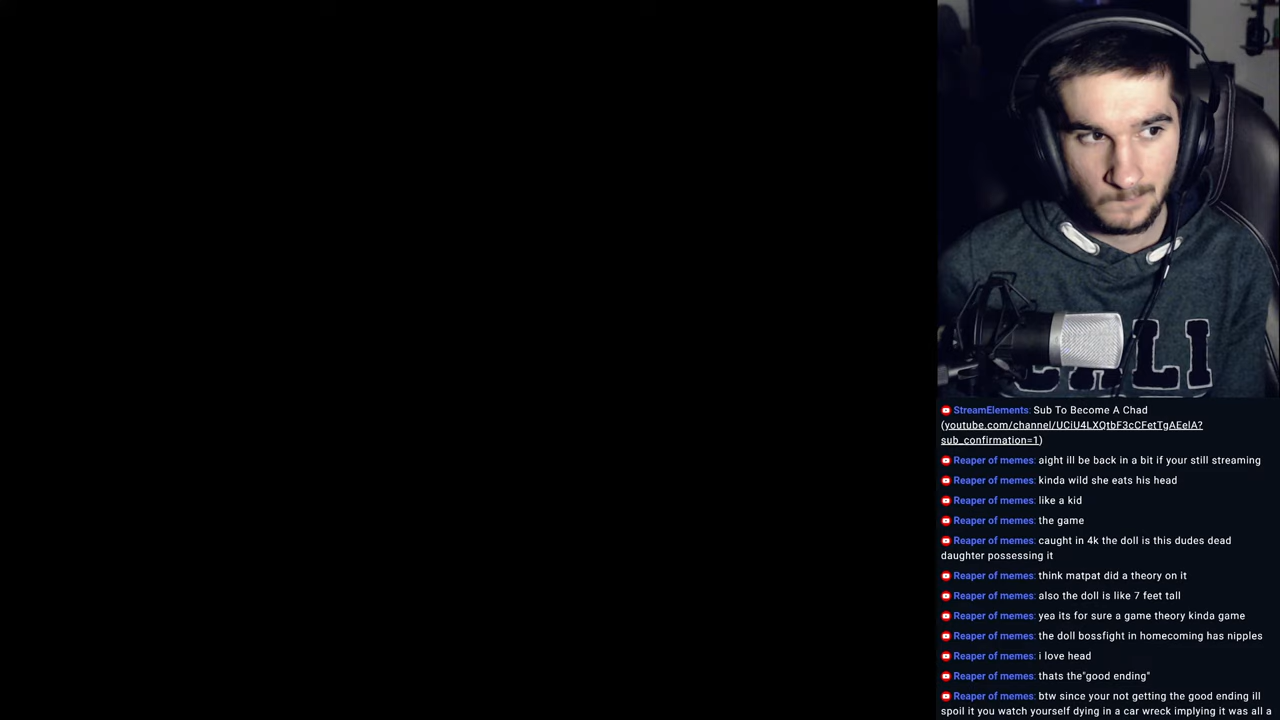 CALI
StreamElements: Sub To Become A Chad
(youtube.com/channel/UCiU4LXQtbF3cCFetTgAEeIA?
sub_confirmation=1)
Reaper of memes: aight ill be back in a bit if your still streaming
Reaper of memes: kinda wild she eats his head
Reaper of memes: like a kid
Reaper of memes: the game
Reaper of memes: caught in 4k the doll is this dudes dead
daughter possessing it
Reaper of memes: think matpat did a theory on it
Reaper of memes: also the doll is like 7 feet tall
Reaper of memes: yea its for sure a game theory kinda game
Reaper of memes: the doll bossfight in homecoming has nipples
Reaper of memes: i love head
Reaper of memes: thats the"good ending"
Reaper of memes: btw since your not getting the good ending ill
spoil it you watch yourself dying in a car wreck implying it was all a